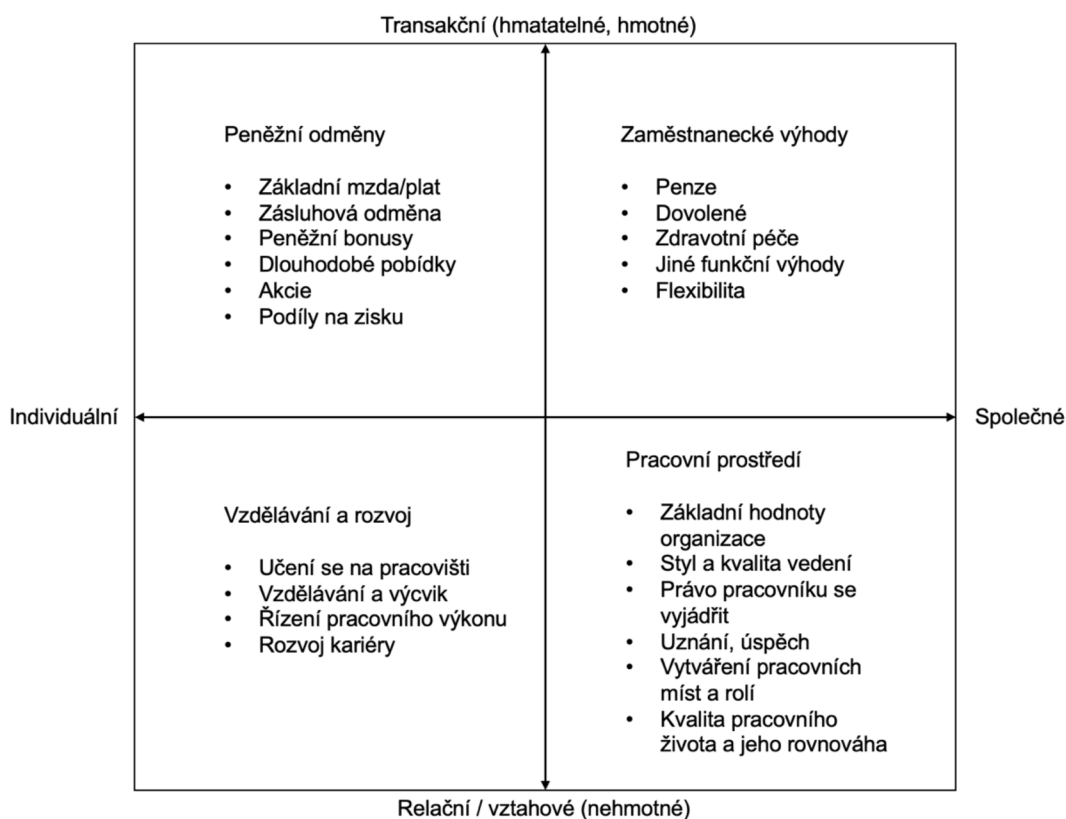 Transakční (hmatatelné, hmotné)
Peněžní odměny
• Základní mzda/plat
• Zásluhová odměna
• Peněžní bonusy
• Dlouhodobé pobídky
• Akcie
• Podíly na zisku
Zaměstnanecké výhody
• Penze
• Dovolené
• Zdravotní péče
• Jiné funkční výhody
• Flexibilita
Individuální
Společné
Vzdělávání a rozvoj
• Učení se na pracovišti
• Vzdělávání a výcvik
• Řízení pracovního výkonu
• Rozvoj kariéry
Pracovní prostředí
• Základní hodnoty
organizace
• Styl a kvalita vedení
• Právo pracovníku se
vyjádřit
• Uznání, úspěch
• Vytváření pracovních
míst a rolí
• Kvalita pracovního
života a jeho rovnováha
Relační / vztahové (nehmotné)